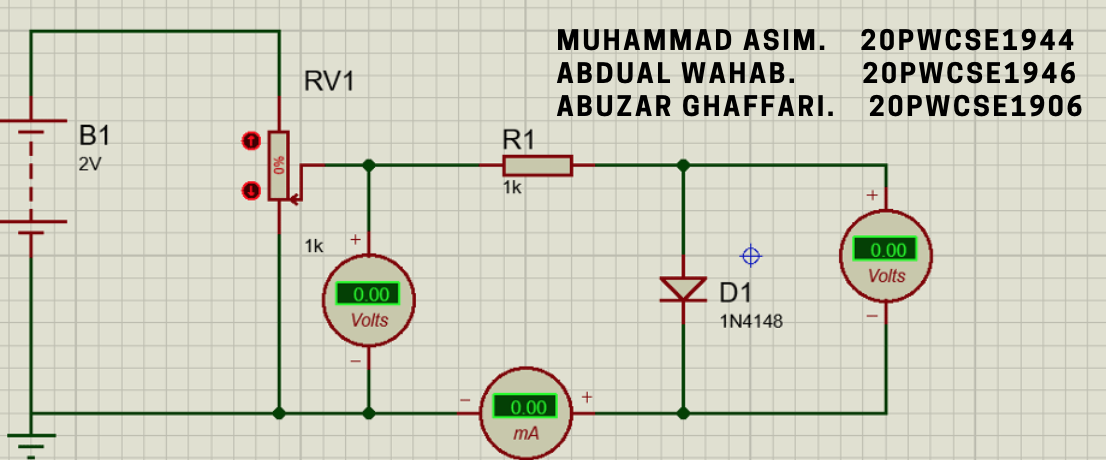 MUHAMMAD ASIM. 20PWCSE1944
ABDUAL WAHAB. 20PWCSE1946
ABUZAR GHAFFARI. 20PWCSE1906
RV1
B1
2V
0%
1k
R1
1k
+
0.00
Volts
−
+
0.00
Volts
−
D1
1N4148
−
0.00
mA
+